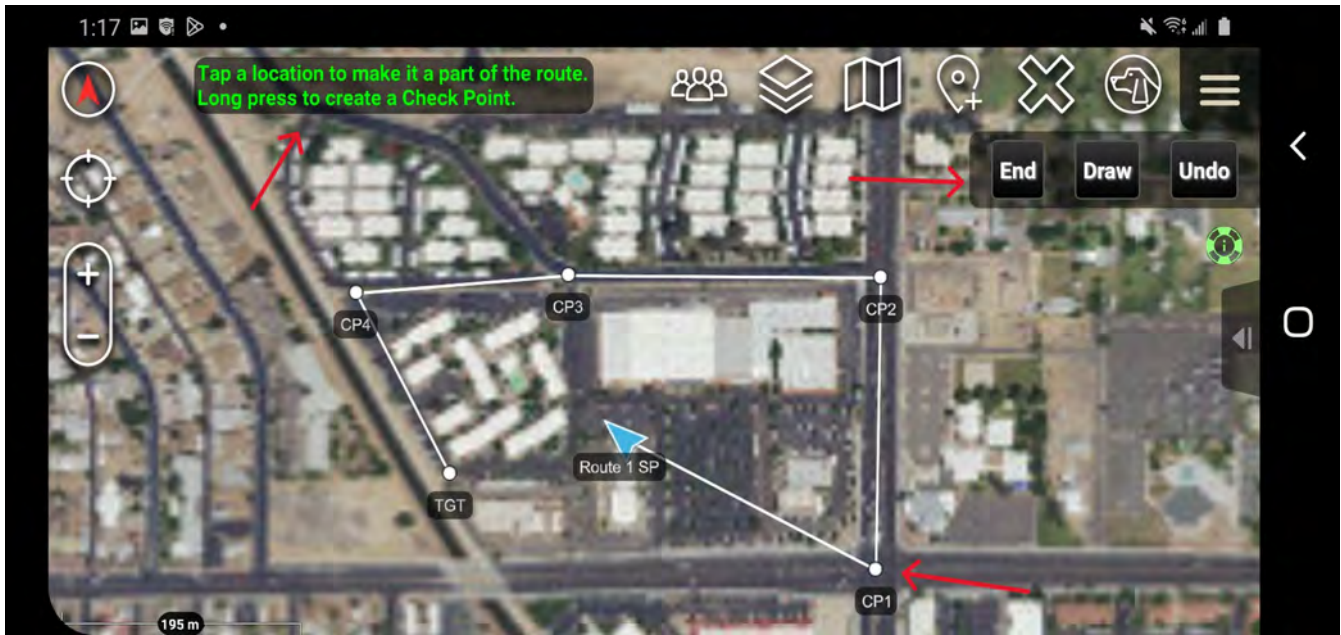 1:17
Tap a location to make it a part of the route.
Long press to create a Check Point.
End Draw Undo
CP3
CP2
CP4
Route 1 SP
TGT
CP1
195 m